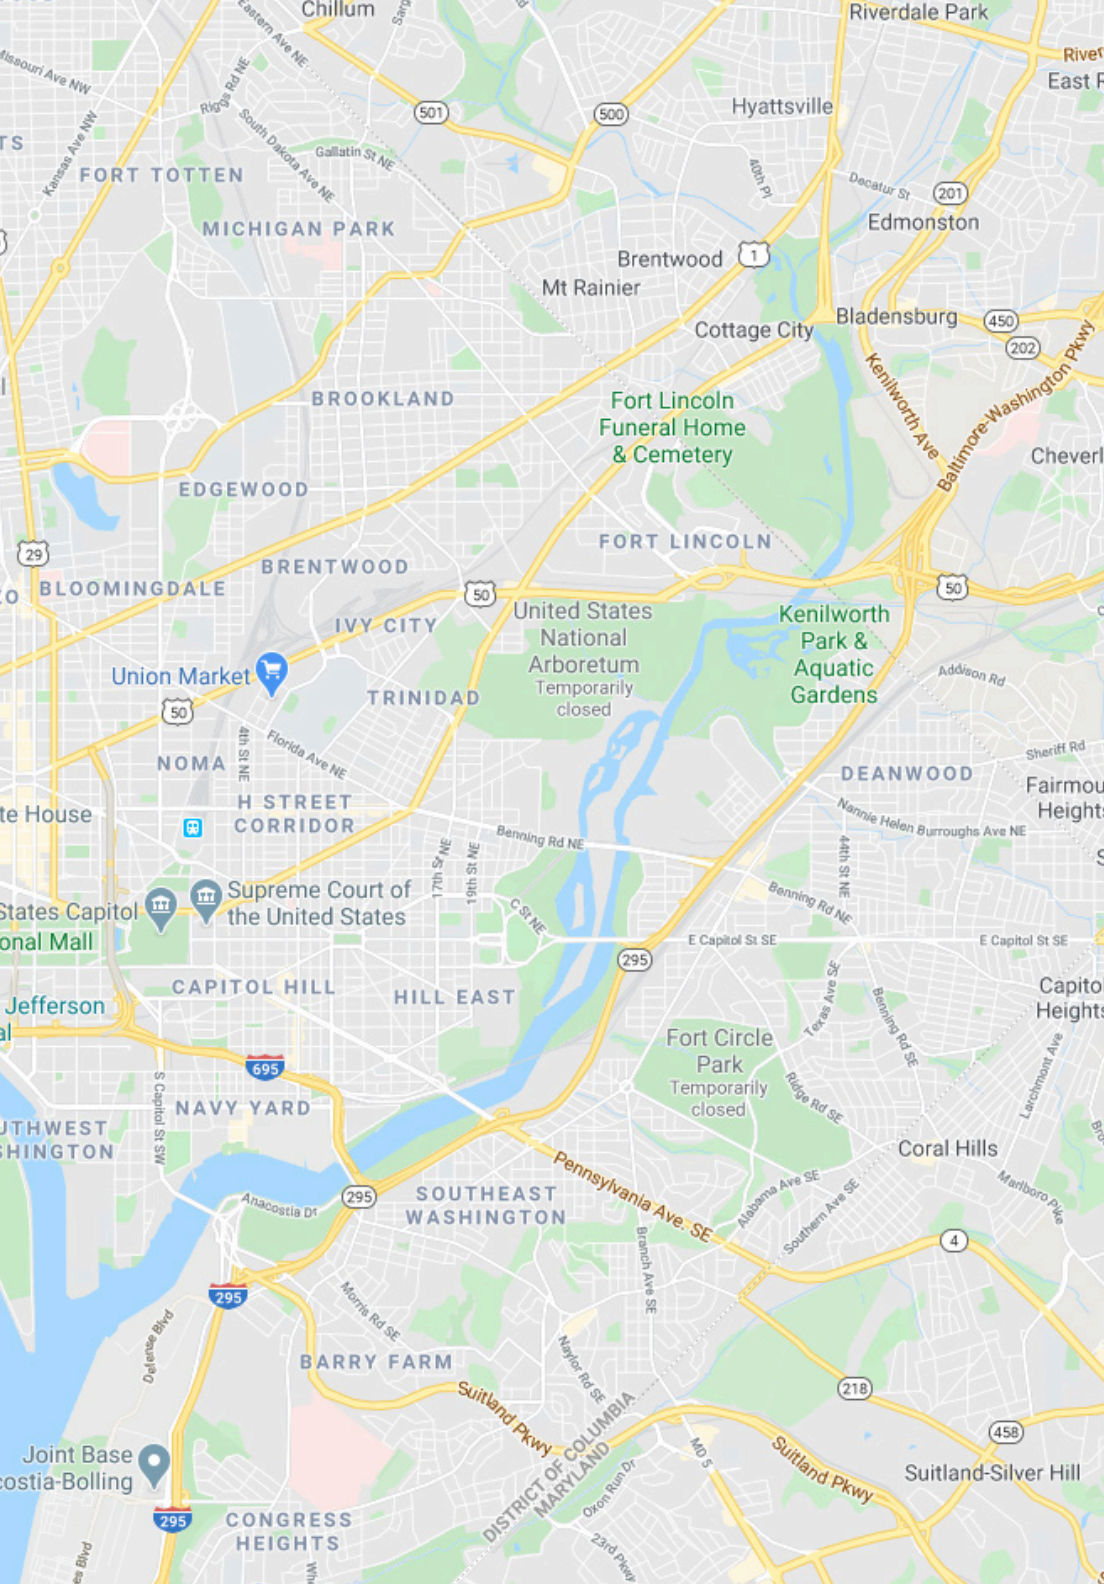 Chillum
Riverdale Park
Eastern Ave NE
Missouri Ave NW
River
East R
Riggs Rd NE
501
500
Hyattsville
Kansas Ave NW
South Dakota Ave NE
Gallatin St NE
TS
FORT TOTTEN
40th Pl
Decatur St
201
MICHIGAN PARK
Edmonston
Brentwood
1
Mt Rainier
Cottage City
Bladensburg
450
202
Kenilworth Ave
Baltimore-Washington Pkwy
BROOKLAND
Fort Lincoln
Funeral Home
& Cemetery
Cheverl
EDGEWOOD
29
FORT LINCOLN
BRENTWOOD
BLOOMINGDALE
50
50
IVY CITY
United States
National
Arboretum
Temporarily
closed
Kenilworth
Park &
Aquatic
Gardens
Union Market
TRINIDAD
Addison Rd
50
4th St NE
Florida Ave NE
NOMA
Sheriff Rd
DEANWOOD
Fairmou
Heights
H STREET
CORRIDOR
te House
Nannie Helen Burroughs Ave NE
Benning Rd NE
17th St NE
19th St NE
44th St NE
Supreme Court of
the United States
States Capitol
onal Mall
C St NE
Benning Rd NE
E Capitol St SE
E Capitol St SE
295
CAPITOL HILL
HILL EAST
Texas Ave SE
Benning Rd SE
Capito
Heights
Jefferson
al
Fort Circle
Park
Temporarily
closed
695
Larchmont Ave
S Capitol St SW
NAVY YARD
Ridge Rd SE
UTHWEST
SHINGTON
Coral Hills
Pennsylvania Ave. SE
295
Anacostia Dr
SOUTHEAST
WASHINGTON
Alabama Ave SE
Southern Ave SE
Marlboro Pike
4
Branch Ave SE
295
Morris Rd SE
Defense Blvd
Naylor Rd SE
BARRY FARM
218
Suitland Pkwy
DISTRICT OF COLUMBIA
MARYLAND
458
MD 5
Suitland Pkwy
Joint Base
costia-Bolling
Oxon Run Dr
Suitland-Silver Hill
295
CONGRESS
HEIGHTS
23rd Pkwy
es Blvd